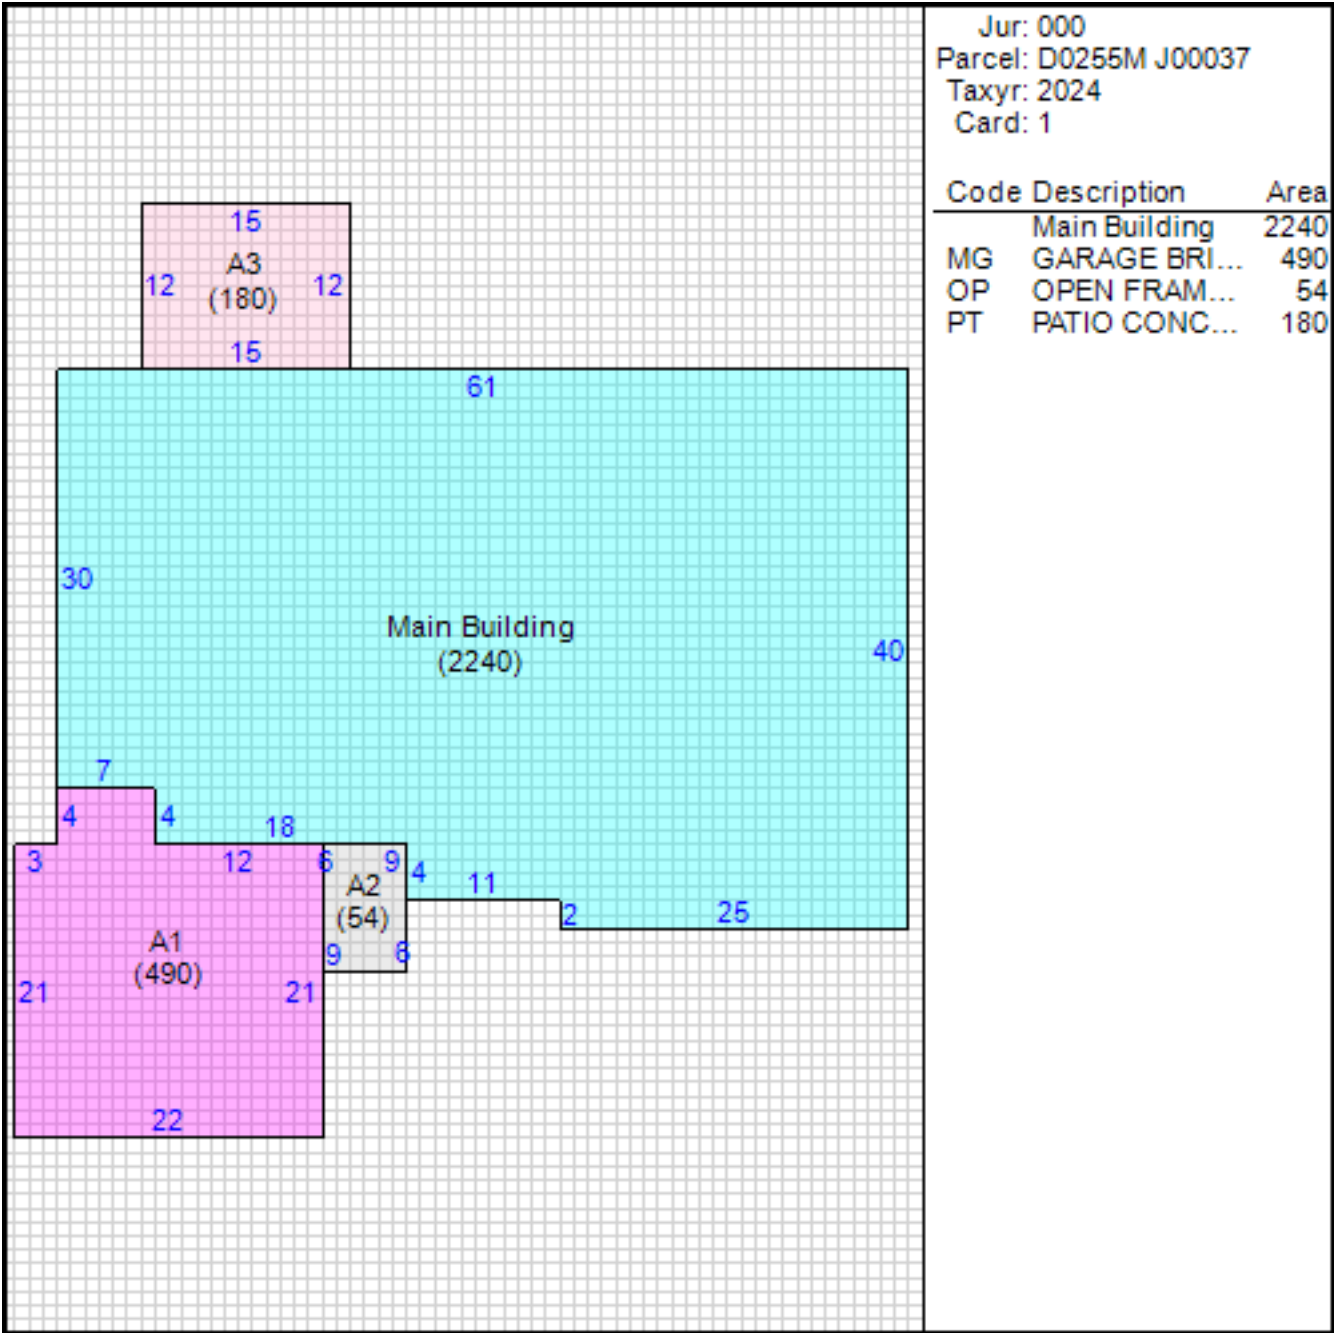 Jur: 000
Parcel: D0255M J00037
Taxyr: 2024
Card: 1
Code Description Area
Main Building 2240
MG GARAGE BRI... 490
OP OPEN FRAM... 54
PT PATIO CONC... 180
15
A3
12 12
(180)
15
61
30
Main Building
(2240)
40
7
4 4
18
3 12 6 9 4
A2
11
(54)
2 25
A1
9 6
(490)
21 21
22